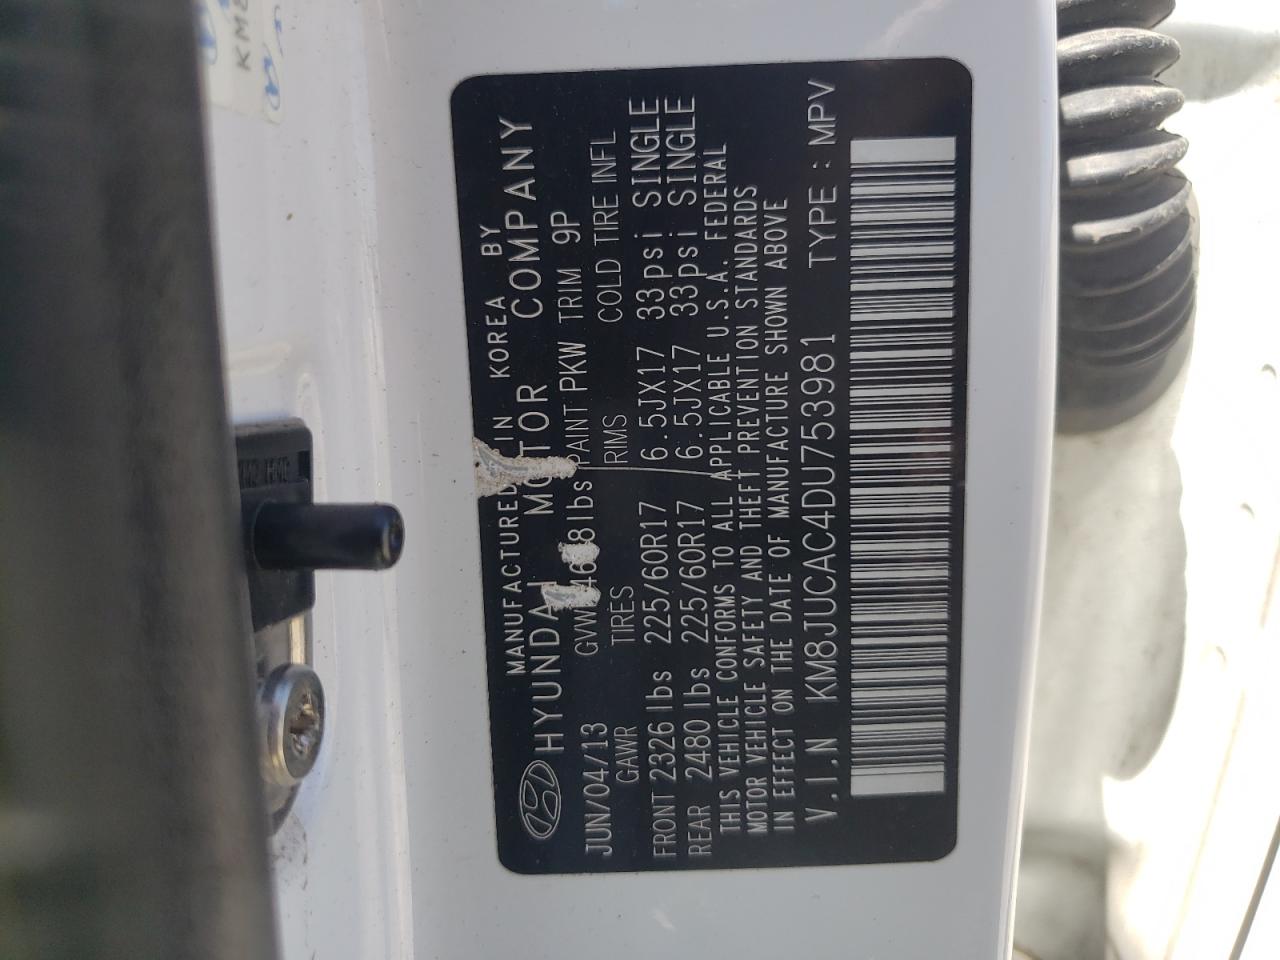 MANUFACTURED IN KOREA BY
HYUNDAI MOTOR COMPANY
JUN/04/13 PAINT PKW TRIM 9P
GAWR TIRES RIMS COLD TIRE INFL
FRONT 2326 lbs 225/60R17 6.5JX17 33psi SINGLE
REAR 2480 lbs 225/60R17 6.5JX17 33psi SINGLE
THIS VEHICLE CONFORMS TO ALL APPLICABLE U.S.A. FEDERAL
MOTOR VEHICLE SAFETY AND THEFT PREVENTION STANDARDS
IN EFFECT ON THE DATE OF MANUFACTURE SHOWN ABOVE
V.I.N KM8JUCAC4DU753981 TYPE : MPV